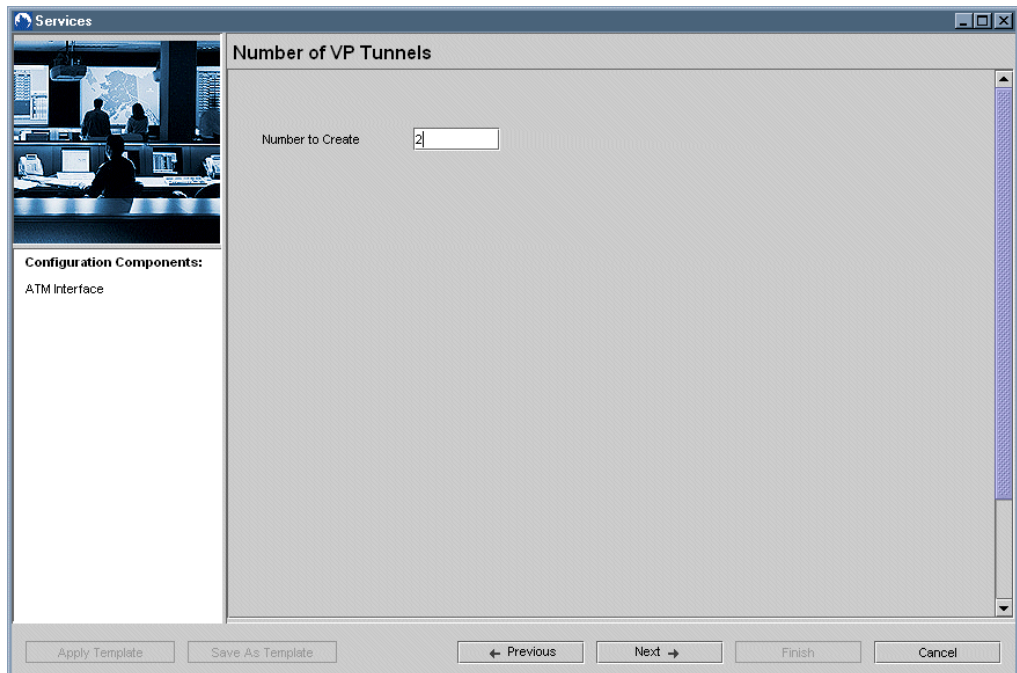 Services
Number of VP Tunnels
Number to Create 2
Configuration Components:
ATM Interface
Apply Template Save As Template Previous Next Finish Cancel